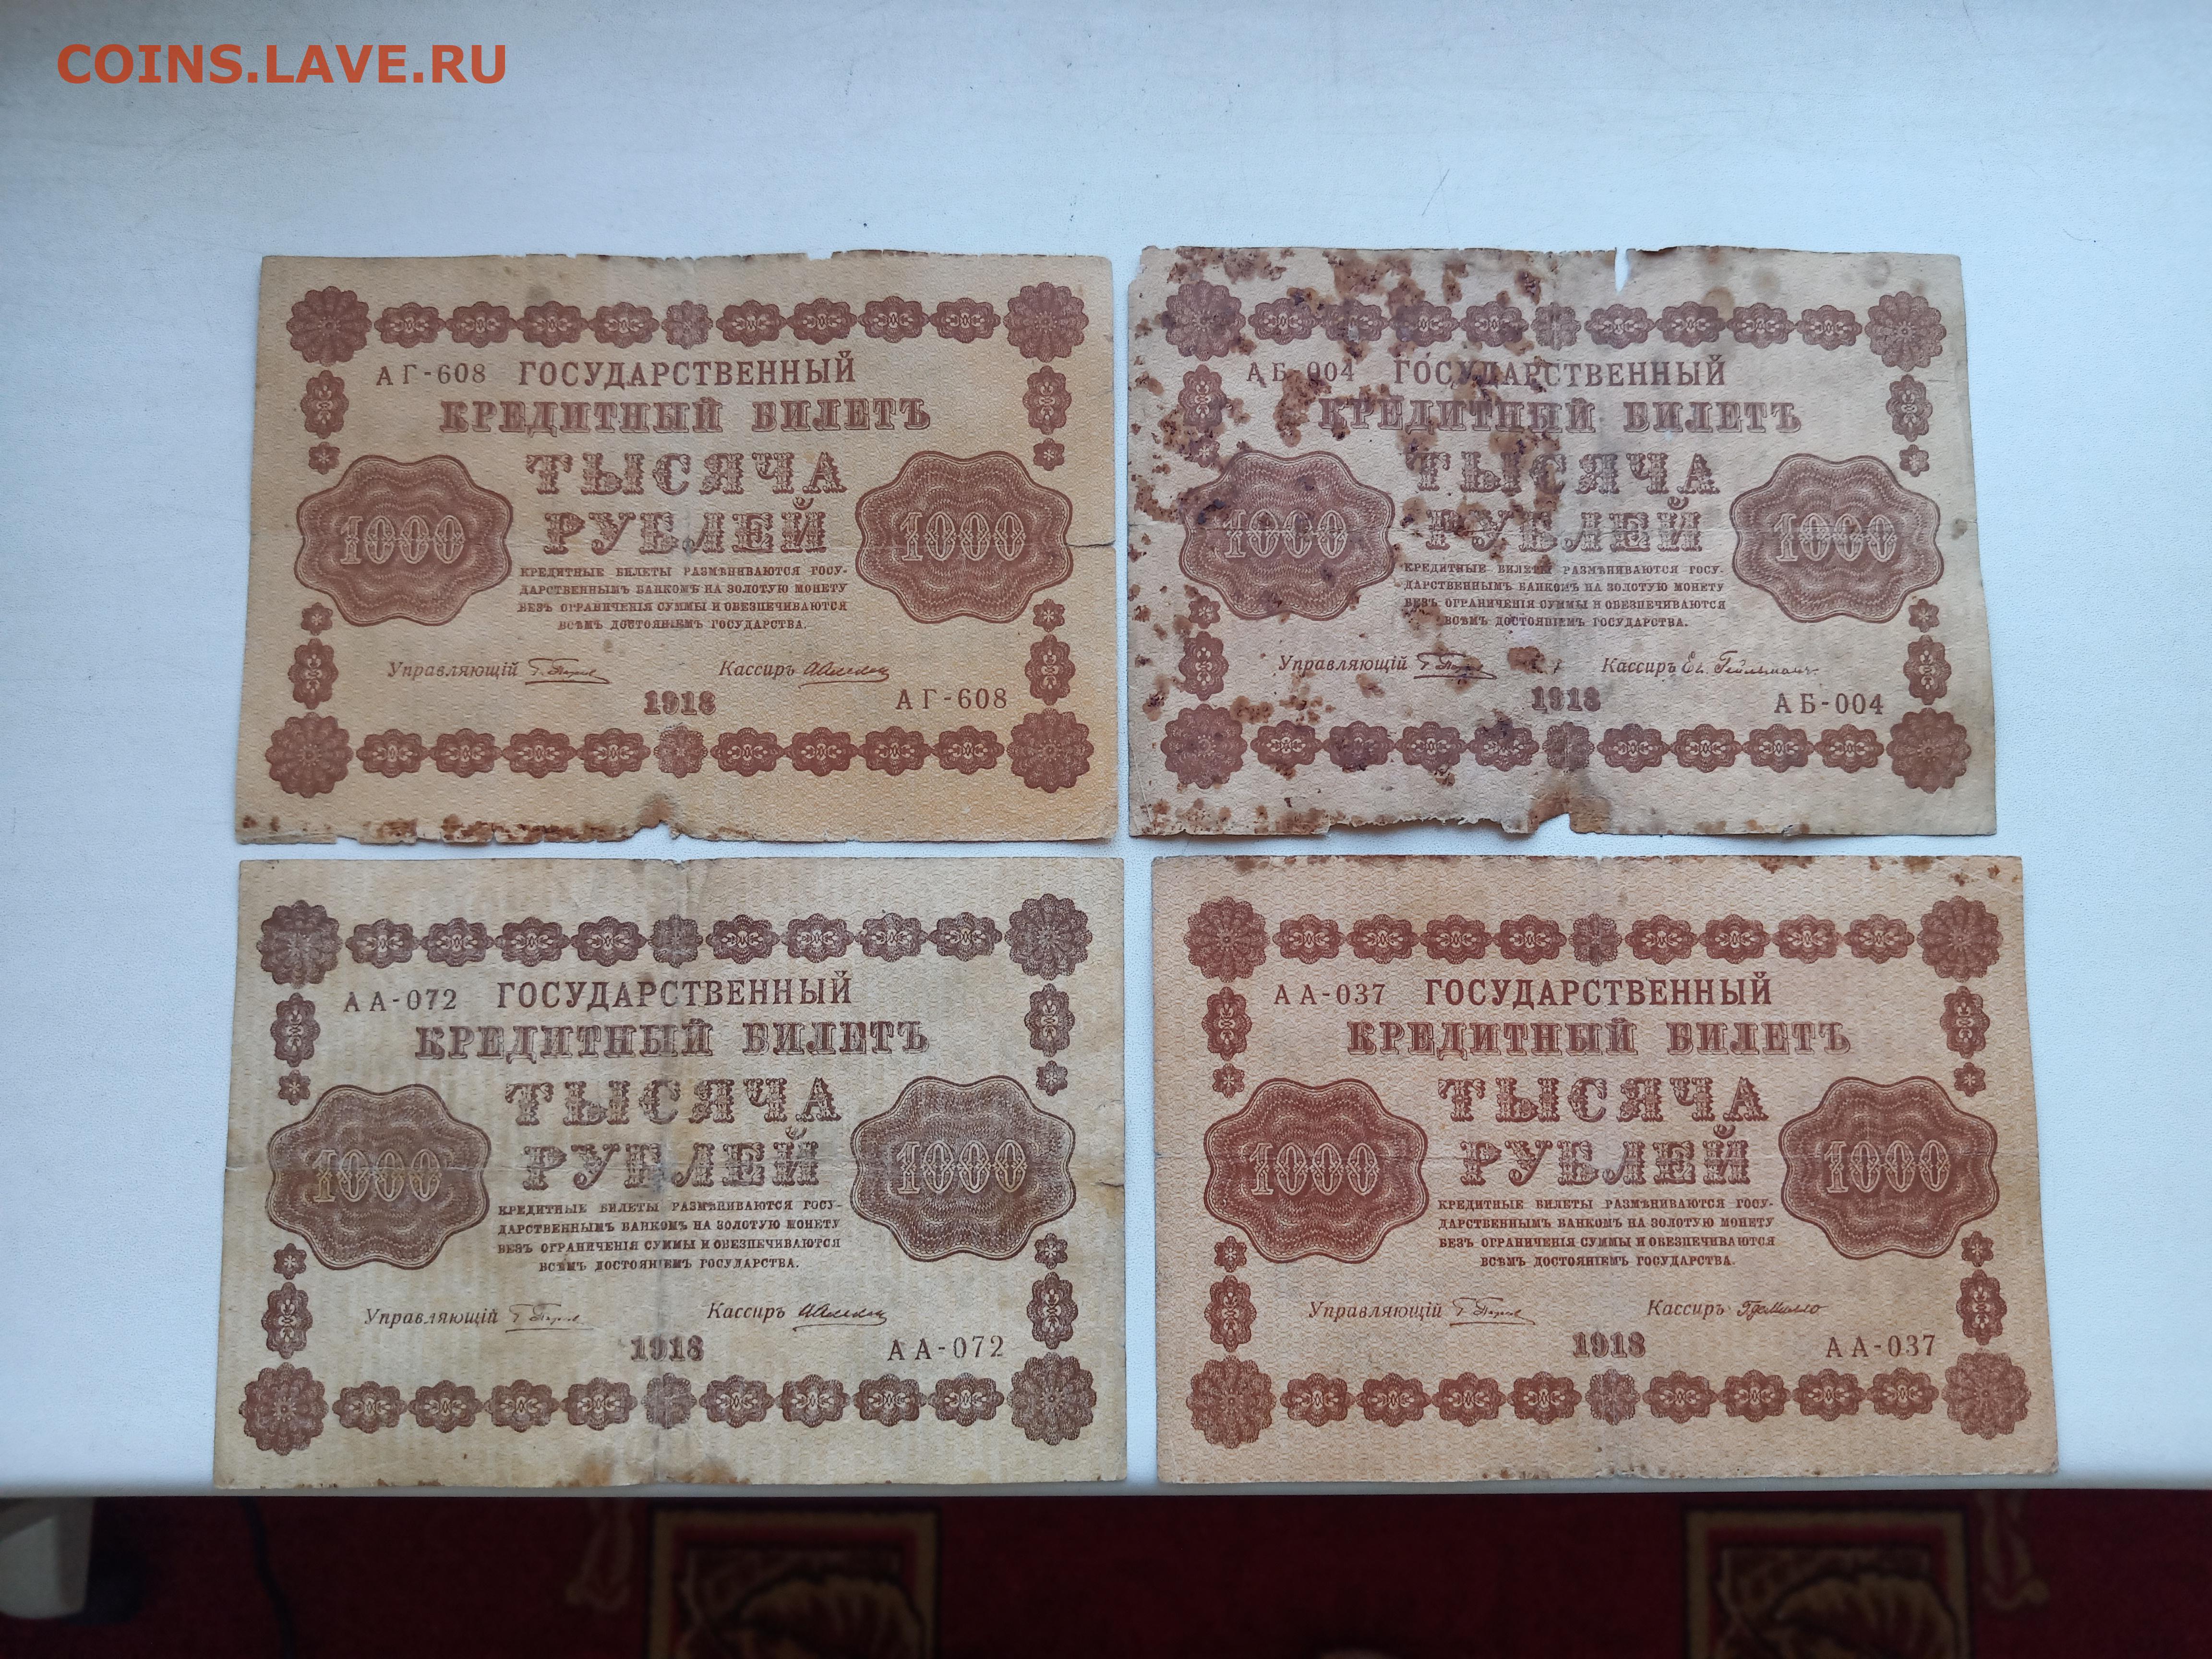 COINS.LAVE.RU
АГ-608 ГОСУДАРСТВЕННЫЙ
КРЕДИТНЫЙ БИЛЕТЪ
ТЫСЯЧА
1000 РУБЛЕЙ 1000
КРЕДИТНЫЕ БИЛЕТЫ РАЗМѢНИВАЮТСЯ ГОСУ-
ДАРСТВЕННЫМЪ БАНКОМЪ НА ЗОЛОТУЮ МОНЕТУ
БЕЗЪ ОГРАНИЧЕНІЯ СУММЫ И ОБЕЗПЕЧИВАЮТСЯ
ВСѢМЪ ДОСТОЯНІЕМЪ ГОСУДАРСТВА.
Управляющій Кассиръ
1918 АГ-608
АБ-004 ГОСУДАРСТВЕННЫЙ
КРЕДИТНЫЙ БИЛЕТЪ
ТЫСЯЧА
1000 РУБЛЕЙ 1000
КРЕДИТНЫЕ БИЛЕТЫ РАЗМѢНИВАЮТСЯ ГОСУ-
ДАРСТВЕННЫМЪ БАНКОМЪ НА ЗОЛОТУЮ МОНЕТУ
БЕЗЪ ОГРАНИЧЕНІЯ СУММЫ И ОБЕЗПЕЧИВАЮТСЯ
ВСѢМЪ ДОСТОЯНІЕМЪ ГОСУДАРСТВА.
Управляющій Кассиръ
1918 АБ-004
АА-072 ГОСУДАРСТВЕННЫЙ
КРЕДИТНЫЙ БИЛЕТЪ
ТЫСЯЧА
1000 РУБЛЕЙ 1000
КРЕДИТНЫЕ БИЛЕТЫ РАЗМѢНИВАЮТСЯ ГОСУ-
ДАРСТВЕННЫМЪ БАНКОМЪ НА ЗОЛОТУЮ МОНЕТУ
БЕЗЪ ОГРАНИЧЕНІЯ СУММЫ И ОБЕЗПЕЧИВАЮТСЯ
ВСѢМЪ ДОСТОЯНІЕМЪ ГОСУДАРСТВА.
Управляющій Кассиръ
1918 АА-072
АА-037 ГОСУДАРСТВЕННЫЙ
КРЕДИТНЫЙ БИЛЕТЪ
ТЫСЯЧА
1000 РУБЛЕЙ 1000
КРЕДИТНЫЕ БИЛЕТЫ РАЗМѢНИВАЮТСЯ ГОСУ-
ДАРСТВЕННЫМЪ БАНКОМЪ НА ЗОЛОТУЮ МОНЕТУ
БЕЗЪ ОГРАНИЧЕНІЯ СУММЫ И ОБЕЗПЕЧИВАЮТСЯ
ВСѢМЪ ДОСТОЯНІЕМЪ ГОСУДАРСТВА.
Управляющій Кассиръ
1918 АА-037